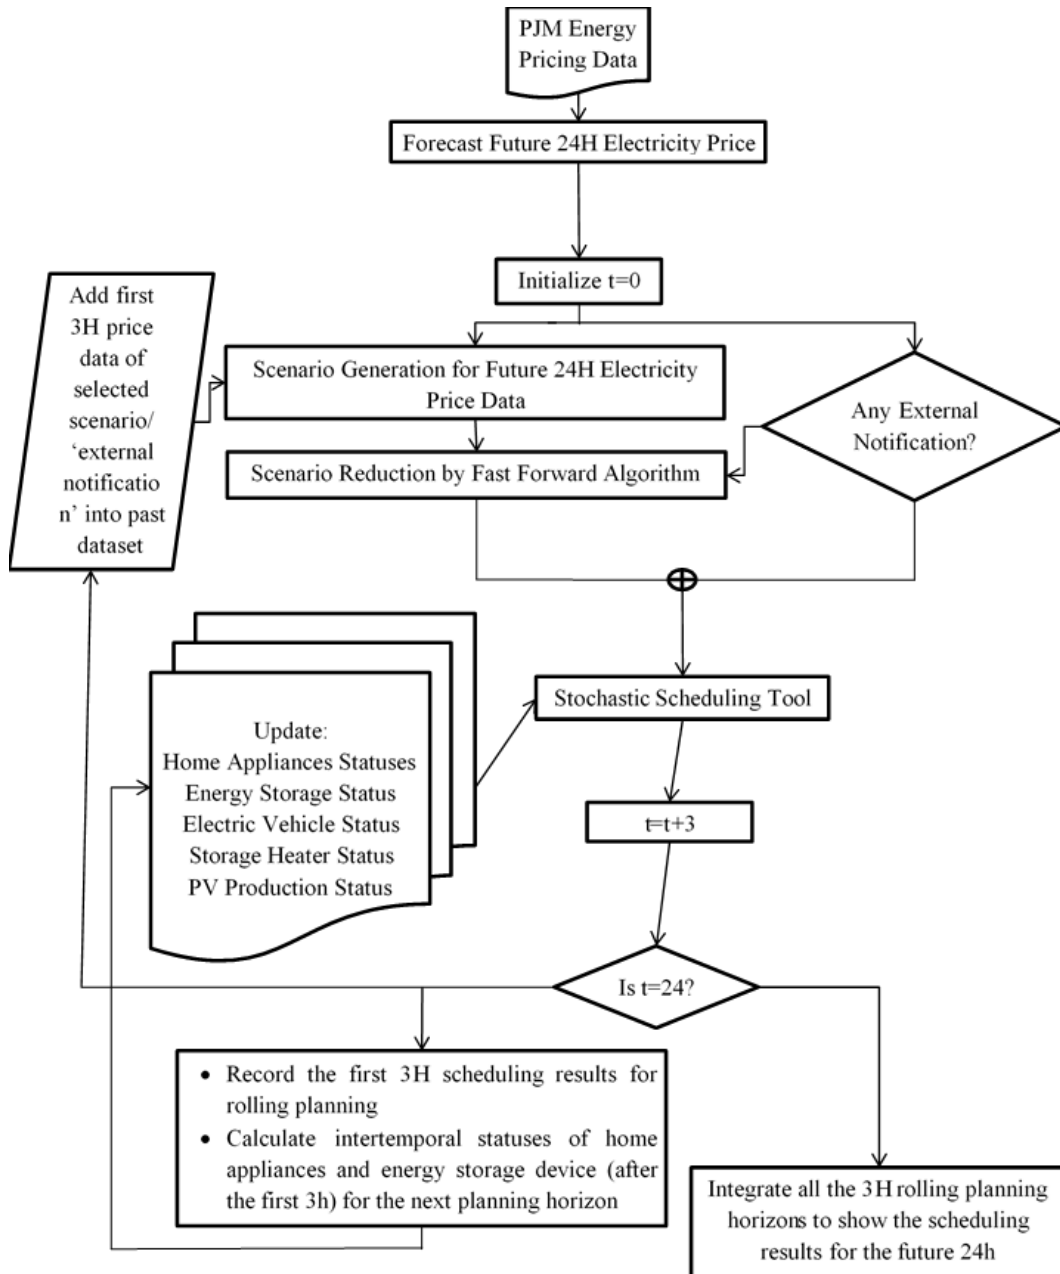 PJM Energy
Pricing Data
Forecast Future 24H Electricity Price
Initialize t=0
Add first
3H price
data of
selected
scenario/
‘external
notificatio
n’ into past
dataset
Scenario Generation for Future 24H Electricity
Price Data
Any External
Notification?
Scenario Reduction by Fast Forward Algorithm
Stochastic Scheduling Tool
Update:
Home Appliances Statuses
Energy Storage Status
Electric Vehicle Status
Storage Heater Status
PV Production Status
t=t+3
Is t=24?
• Record the first 3H scheduling results for
rolling planning
• Calculate intertemporal statuses of home
appliances and energy storage device (after
the first 3h) for the next planning horizon
Integrate all the 3H rolling planning
horizons to show the scheduling
results for the future 24h